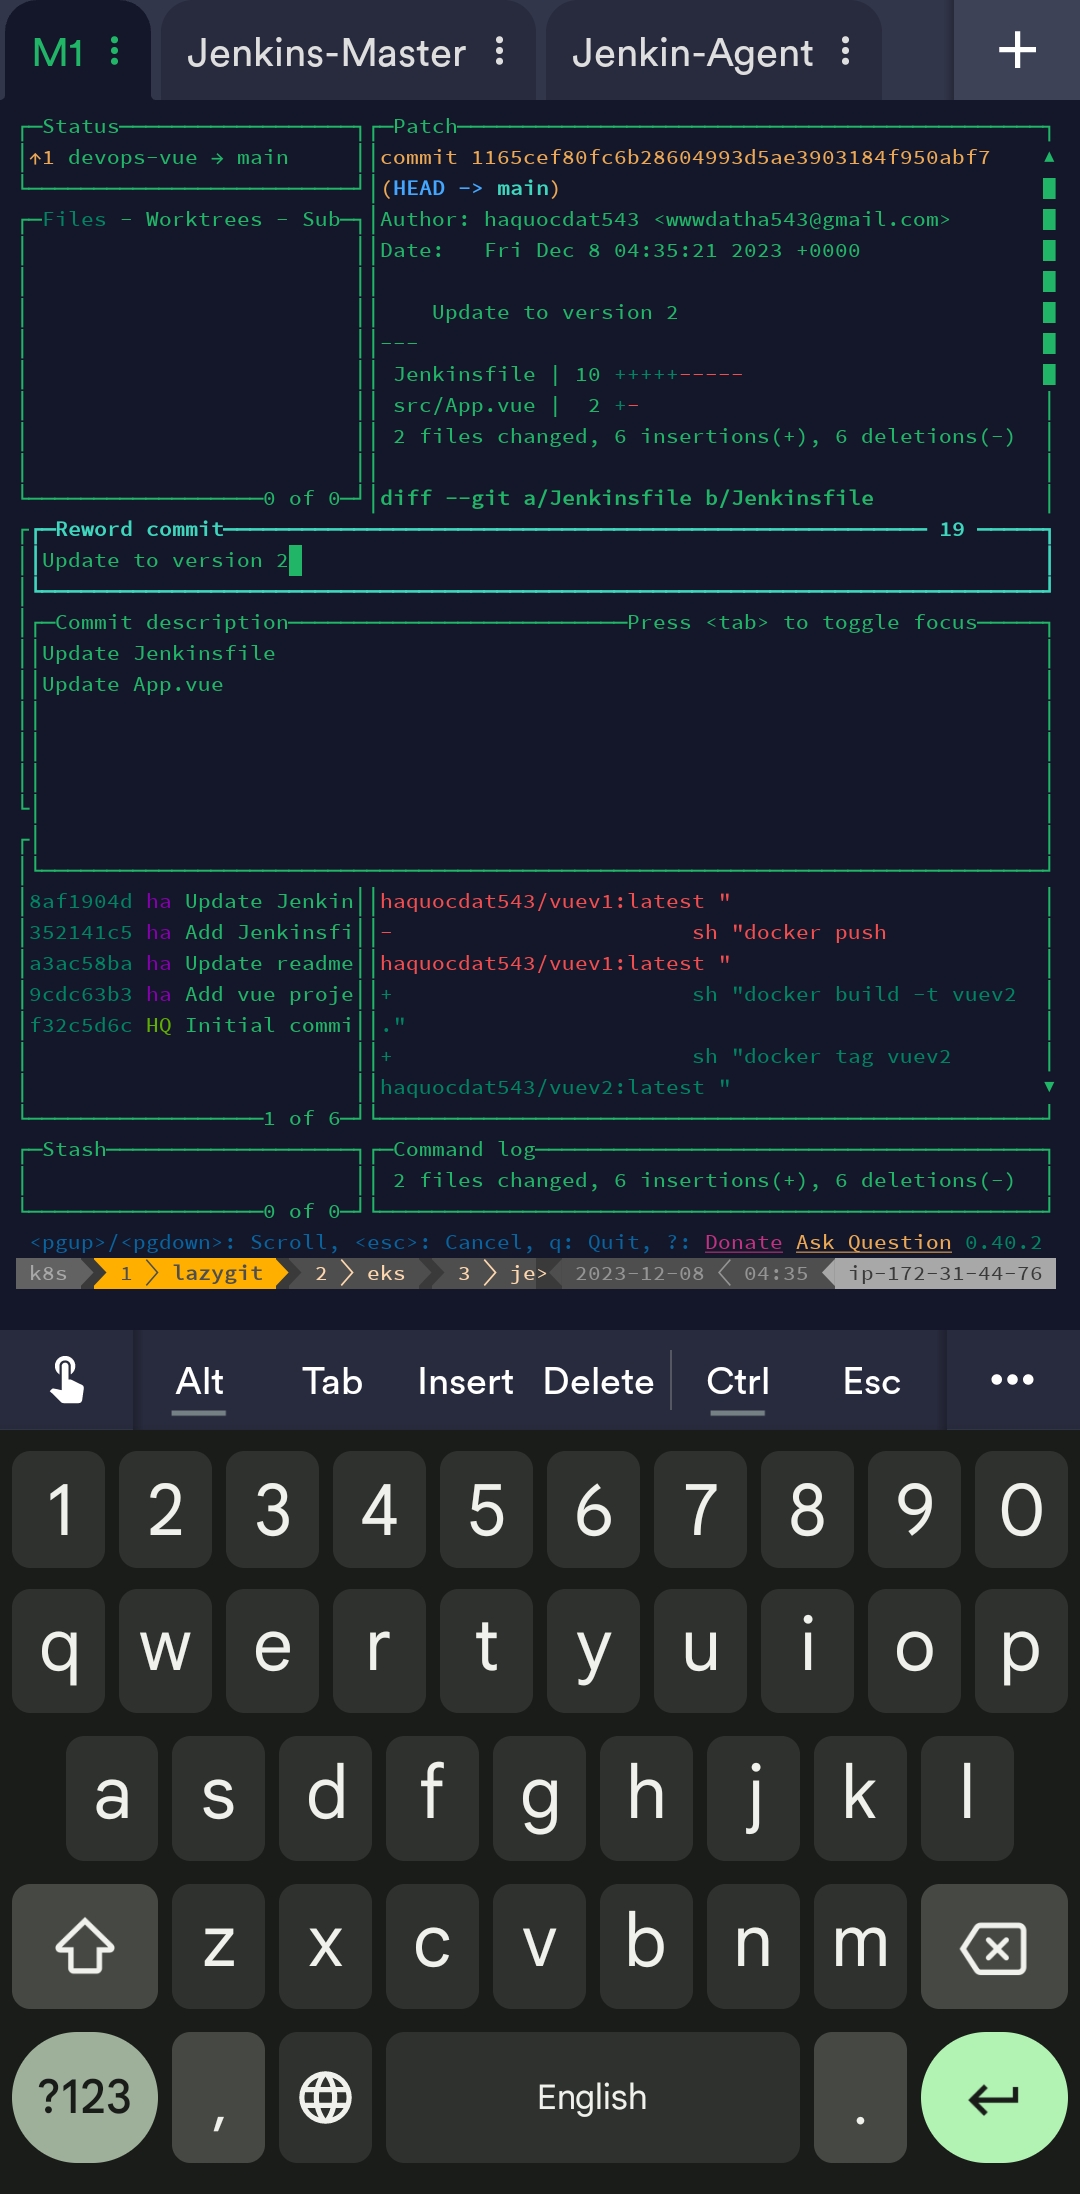 M1 Jenkins-Master Jenkin-Agent +
Status
↑1 devops-vue → main
Files - Worktrees - Sub
0 of 0
Patch
commit 1165cef80fc6b28604993d5ae3903184f950abf7
(HEAD -> main)
Author: haquocdat543 <wwwdatha543@gmail.com>
Date:   Fri Dec 8 04:35:21 2023 +0000
Update to version 2
---
Jenkinsfile | 10 +++++-----
src/App.vue |  2 +-
2 files changed, 6 insertions(+), 6 deletions(-)
diff --git a/Jenkinsfile b/Jenkinsfile
Reword commit 19
Update to version 2
Commit description Press <tab> to toggle focus
Update Jenkinsfile
Update App.vue
8af1904d ha Update Jenkin
352141c5 ha Add Jenkinsfi
a3ac58ba ha Update readme
9cdc63b3 ha Add vue proje
f32c5d6c HQ Initial commi
1 of 6
haquocdat543/vuev1:latest "
- sh "docker push
haquocdat543/vuev1:latest "
+ sh "docker build -t vuev2
."
+ sh "docker tag vuev2
haquocdat543/vuev2:latest "
Stash
0 of 0
Command log
2 files changed, 6 insertions(+), 6 deletions(-)
<pgup>/<pgdown>: Scroll, <esc>: Cancel, q: Quit, ?: Donate Ask Question 0.40.2
k8s 1 lazygit 2 eks 3 je> 2023-12-08 04:35 ip-172-31-44-76
Alt Tab Insert Delete Ctrl Esc •••
1 2 3 4 5 6 7 8 9 0
q w e r t y u i o p
a s d f g h j k l
z x c v b n m
?123 , English .